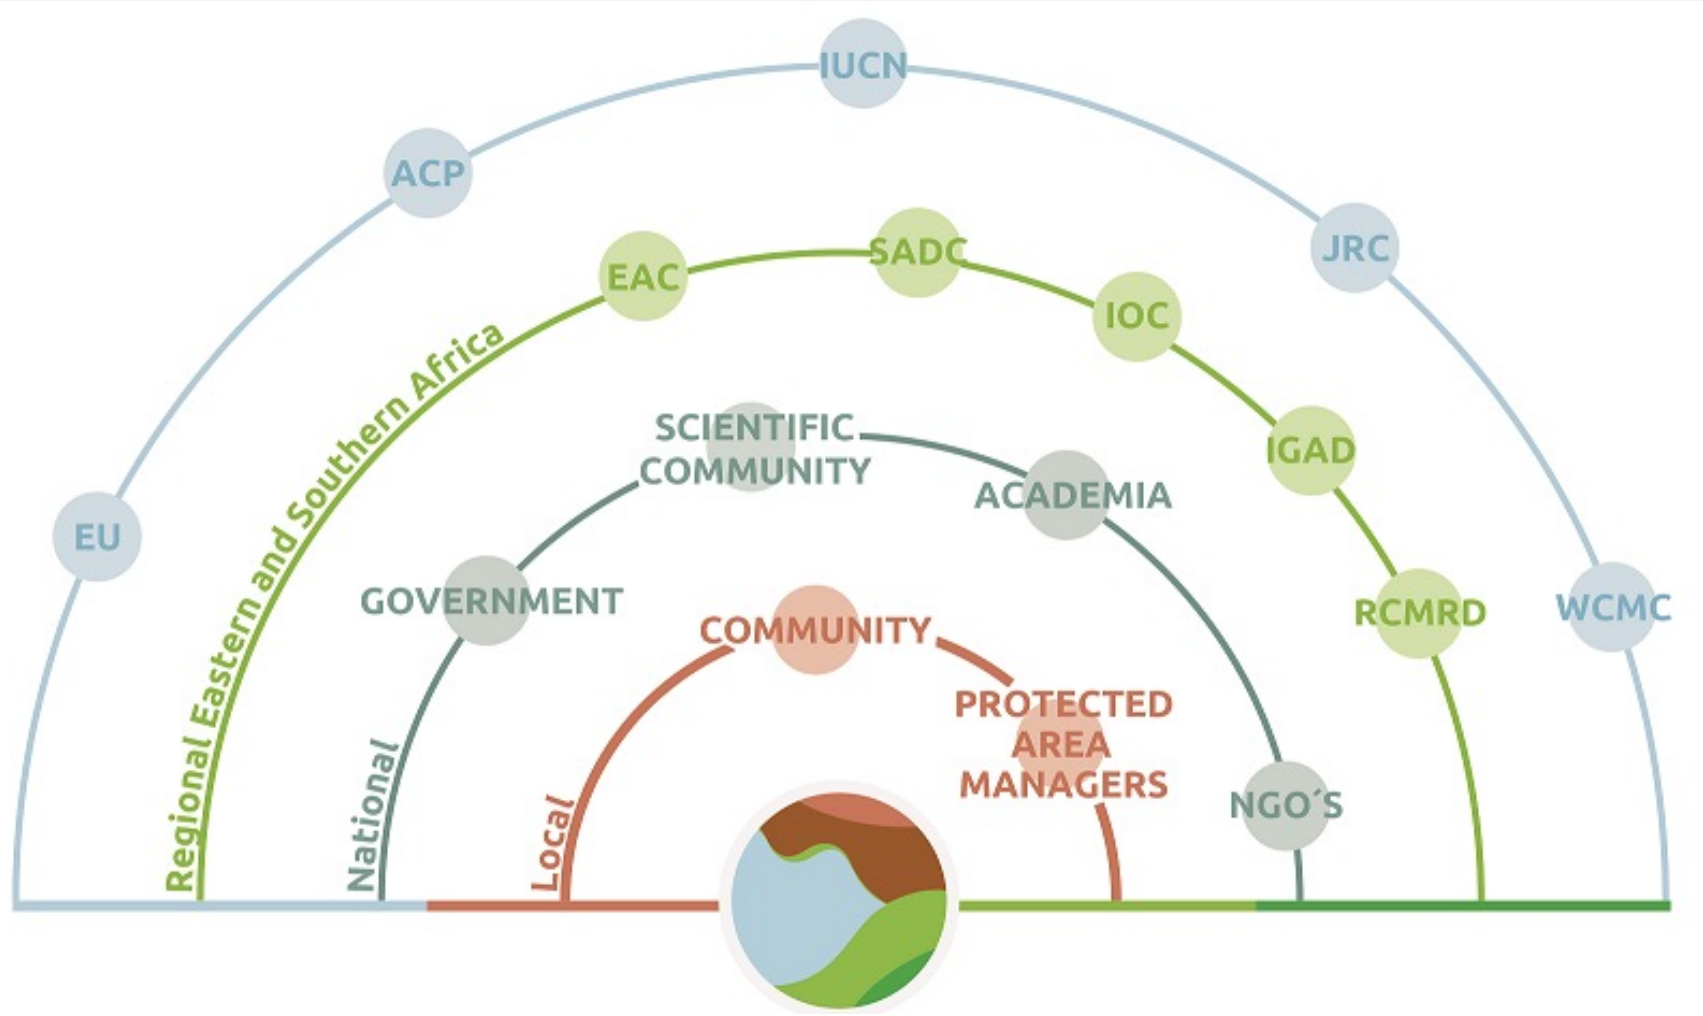 IUCN
ACP
JRC
EU
WCMC
EAC
SADC
IOC
IGAD
RCMRD
Regional Eastern and Southern Africa
SCIENTIFIC
COMMUNITY
ACADEMIA
GOVERNMENT
NGO´S
National
COMMUNITY
PROTECTED
AREA
MANAGERS
Local